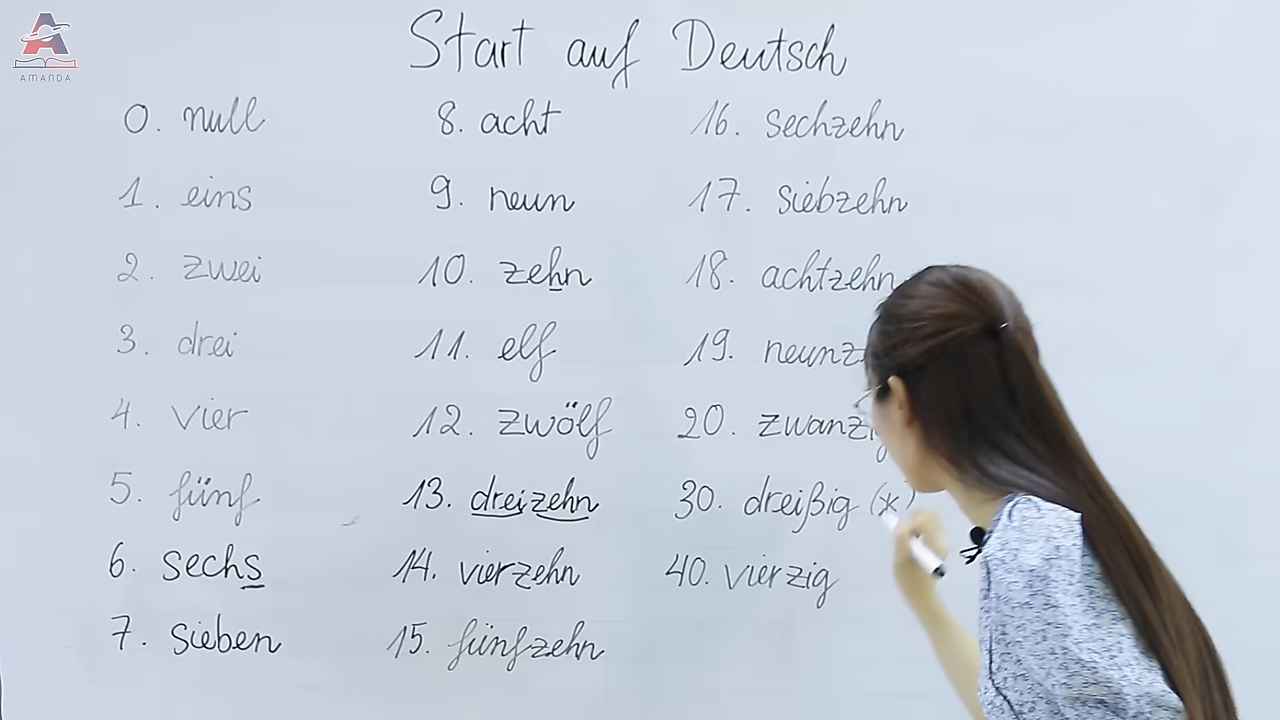 AMANDA
Start auf Deutsch
0. null
1. eins
2. zwei
3. drei
4. vier
5. fünf
6. sechs
7. sieben
8. acht
9. neun
10. zehn
11. elf
12. zwölf
13. dreizehn
14. vierzehn
15. fünfzehn
16. sechzehn
17. siebzehn
18. achtzehn
19. neunz
20. zwanzig
30. dreißig (*)
40. vierzig